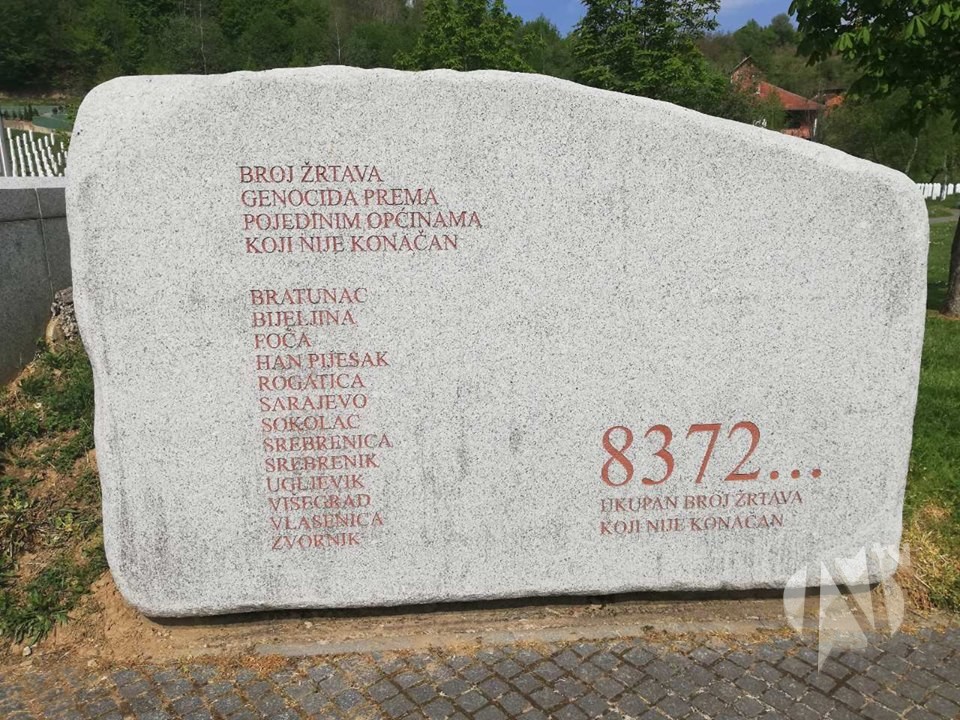 BROJ ŽRTAVA
GENOCIDA PREMA
POJEDINIM OPĆINAMA
KOJI NIJE KONAČAN
BRATUNAC
BIJELJINA
FOČA
HAN PIJESAK
ROGATICA
SARAJEVO
SOKOLAC
SREBRENICA
SREBRENIK
UGLJEVIK
VIŠEGRAD
VLASENICA
ZVORNIK
8372...
UKUPAN BROJ ŽRTAVA
KOJI NIJE KONAČAN